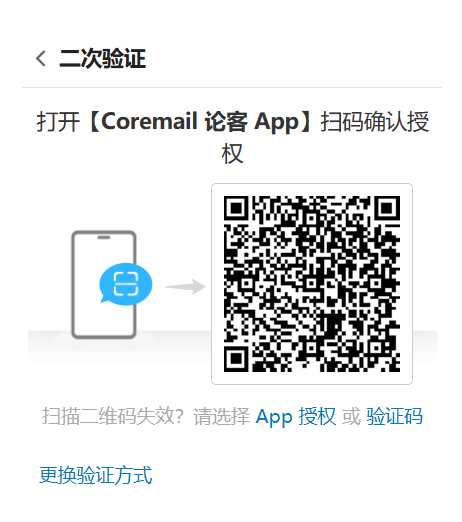 二次验证
打开【Coremail 论客 App】扫码确认授
权
扫描二维码失效？请选择 App 授权 或 验证码
更换验证方式